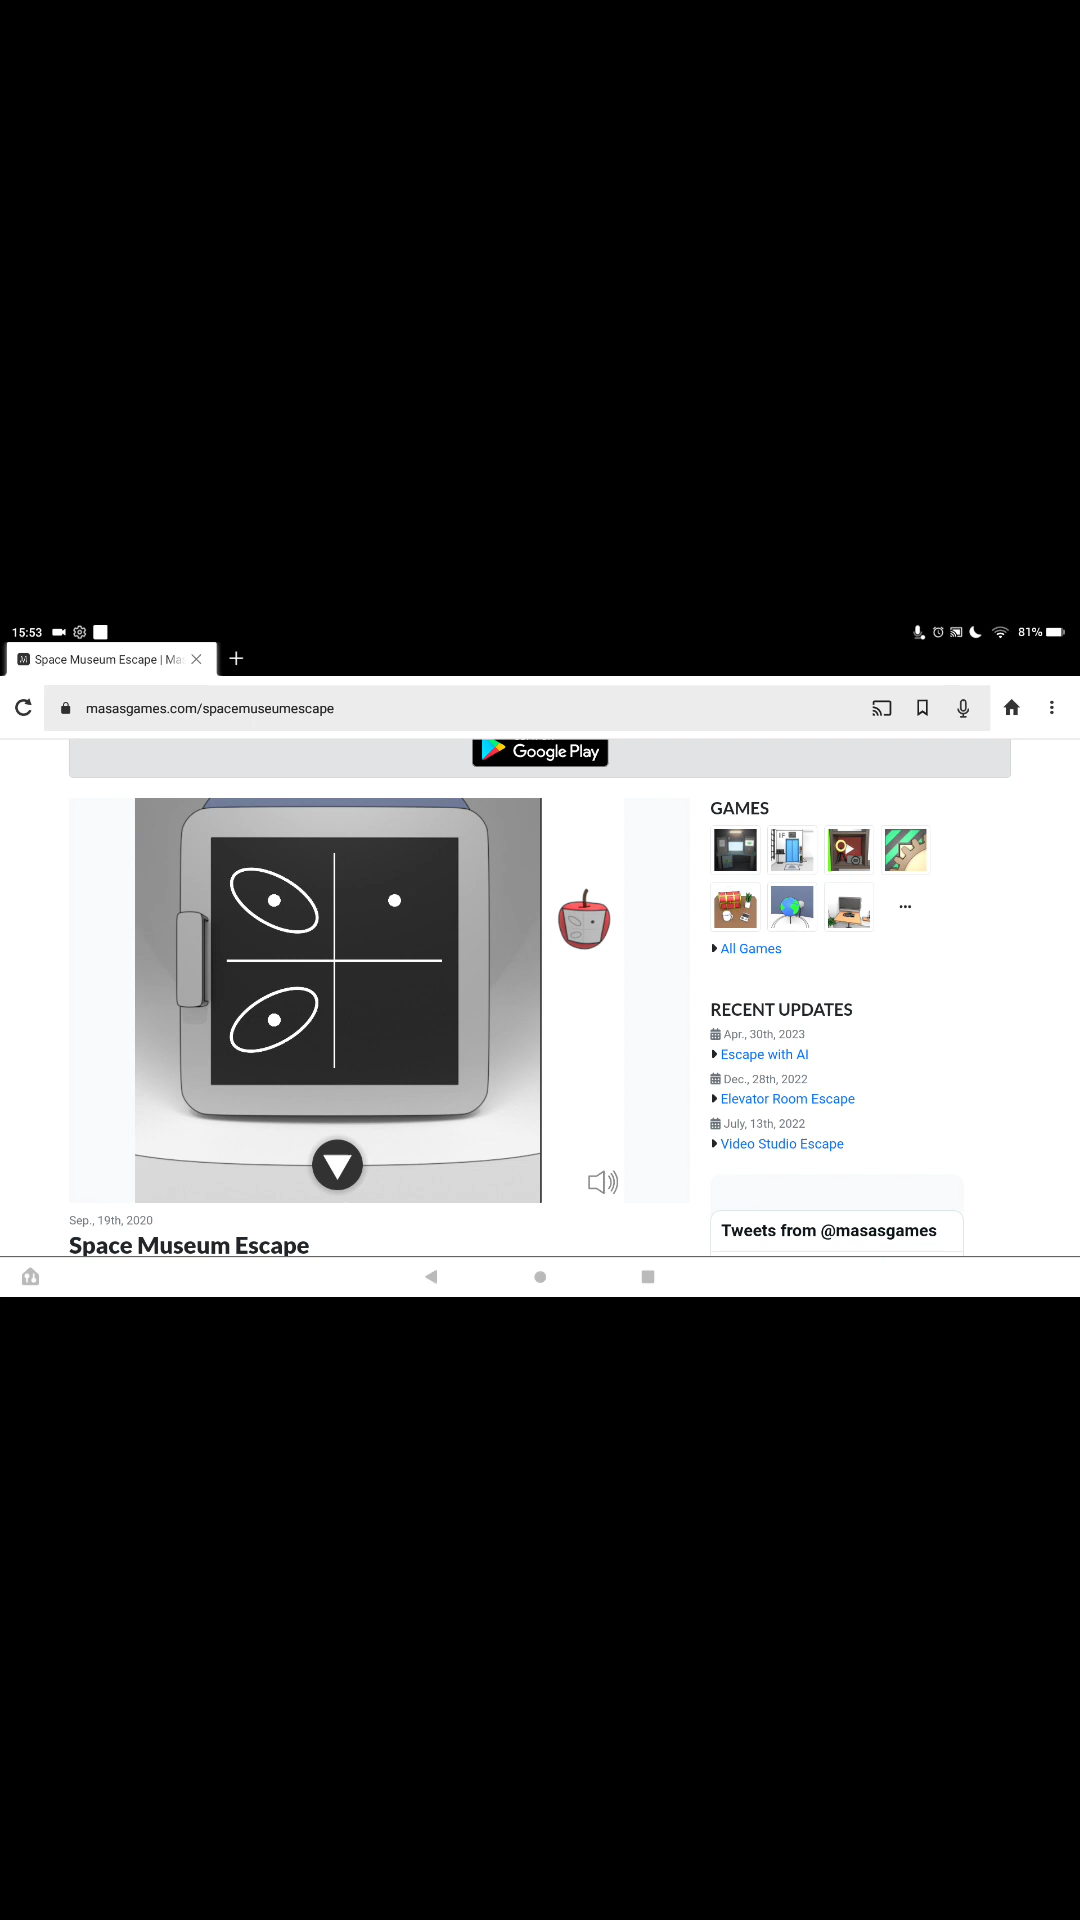 15:53
81%
Space Museum Escape | Ma
masasgames.com/spacemuseumescape
Google Play
GAMES
1F
...
All Games
RECENT UPDATES
Apr., 30th, 2023
Escape with AI
Dec., 28th, 2022
Elevator Room Escape
July, 13th, 2022
Video Studio Escape
Sep., 19th, 2020
Space Museum Escape
Tweets from @masasgames